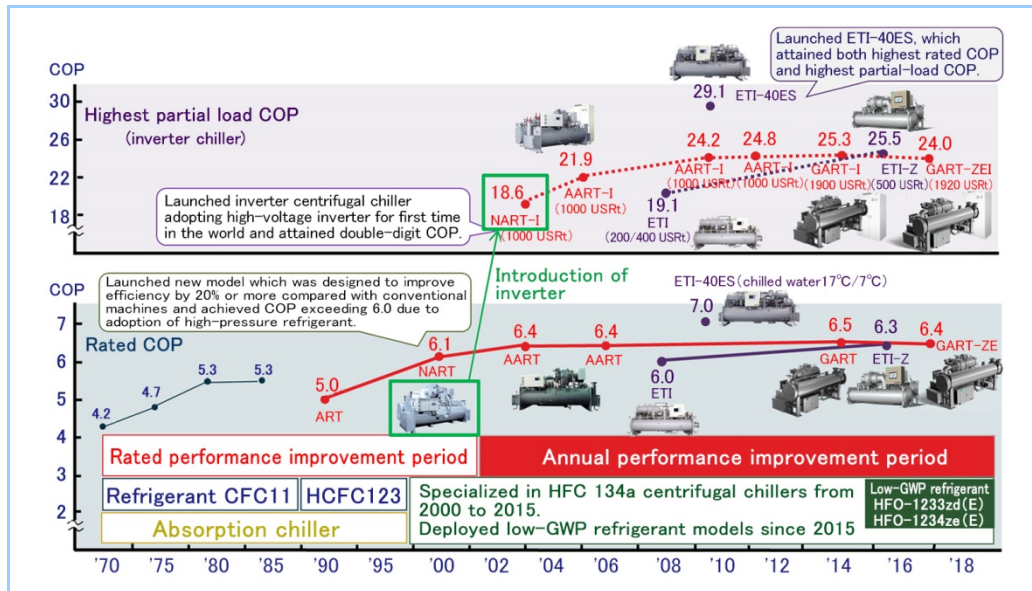 COP
30
26
22
18
Highest partial load COP
(inverter chiller)
Launched ETI-40ES, which
attained both highest rated COP
and highest partial-load COP.
29.1
ETI-40ES
18.6
NART-I
(1000 USRt)
21.9
AART-I
(1000 USRt)
19.1
ETI
(200/400 USRt)
24.2
AART-I
(1000 USRt)
24.8
AART-I
(1000 USRt)
25.3
GART-I
(1900 USRt)
25.5
ETI-Z
(500 USRt)
24.0
GART-ZEI
(1920 USRt)
Launched inverter centrifugal chiller
adopting high-voltage inverter for first time
in the world and attained double-digit COP.
Introduction of
inverter
COP
7
6
5
4
3
2
Rated COP
Launched new model which was designed to improve
efficiency by 20% or more compared with conventional
machines and achieved COP exceeding 6.0 due to
adoption of high-pressure refrigerant.
ETI-40ES(chilled water17℃/7℃)
7.0
4.2
4.7
5.3
5.3
5.0
ART
6.1
NART
6.4
AART
6.4
AART
6.0
ETI
6.5
GART
6.3
ETI-Z
6.4
GART-ZE
Rated performance improvement period
Annual performance improvement period
Refrigerant CFC11
HCFC123
Absorption chiller
Specialized in HFC 134a centrifugal chillers from
2000 to 2015.
Deployed low-GWP refrigerant models since 2015
Low-GWP refrigerant
HFO-1233zd(E)
HFO-1234ze(E)
'70 '75 '80 '85 '90 '95 '00 '02 '04 '06 '08 '10 '12 '14 '16 '18